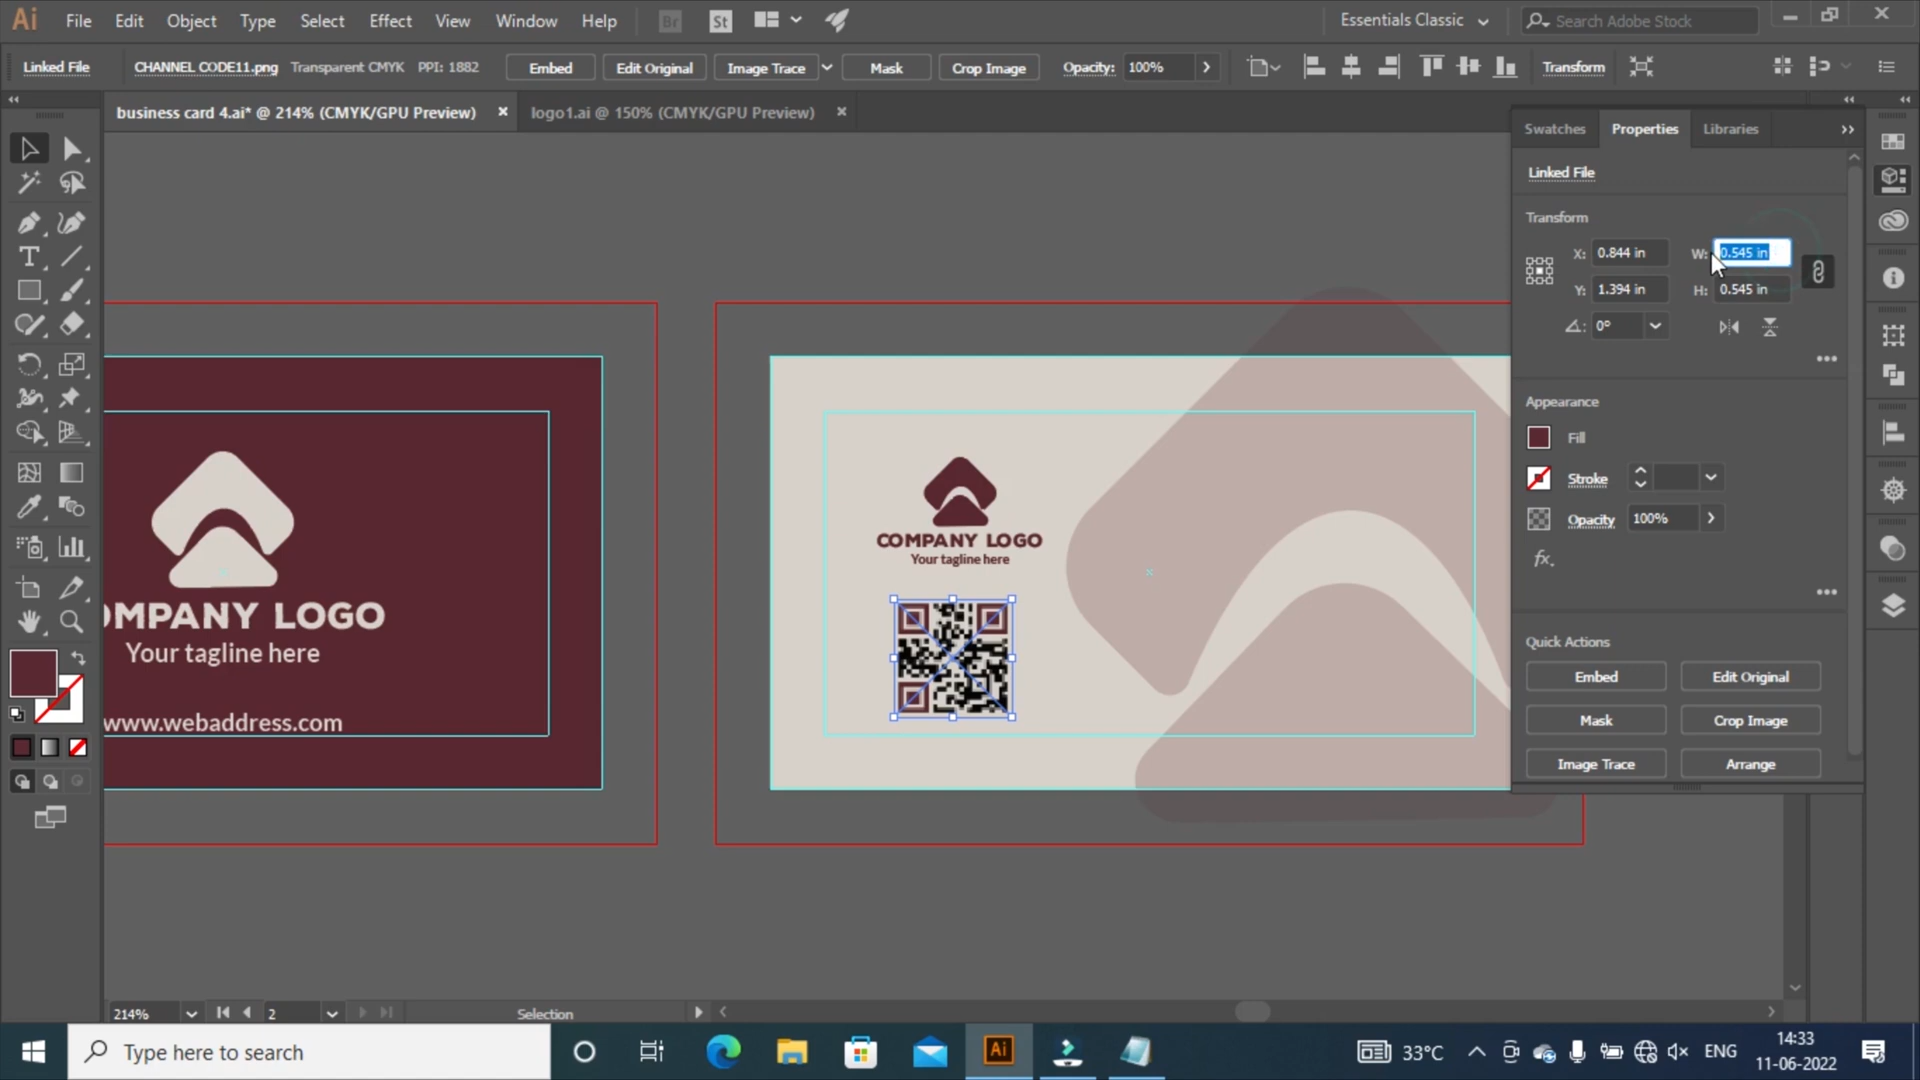 Ai File Edit Object Type Select Effect View Window Help Br St Essentials Classic Search Adobe Stock
Linked File CHANNEL CODE11.png Transparent CMYK PPI: 1882 Embed Edit Original Image Trace Mask Crop Image Opacity: 100% Transform
business card 4.ai* @ 214% (CMYK/GPU Preview) × logo1.ai @ 150% (CMYK/GPU Preview) ×
Swatches Properties Libraries
Linked File
Transform
X: 0.844 in W: 0.545 in
Y: 1.394 in H: 0.545 in
0°
Appearance
Fill
Stroke
Opacity 100%
fx.
Quick Actions
Embed Edit Original
Mask Crop Image
Image Trace Arrange
OMPANY LOGO
Your tagline here
www.webaddress.com
COMPANY LOGO
Your tagline here
214% 2 Selection
Type here to search Ai 33°C ENG 14:33
11-06-2022